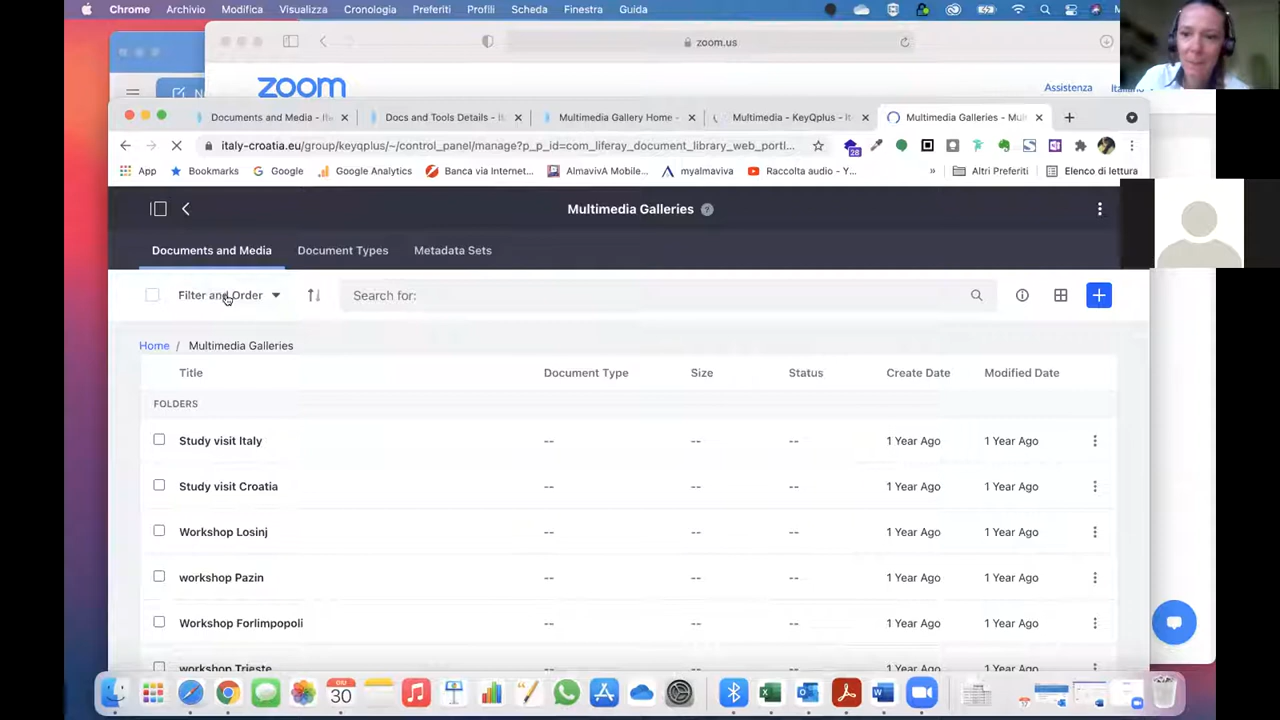 Chrome Archivio Modifica Visualizza Cronologia Preferiti Profili Scheda Finestra Guida
zoom.us
zoom
Assistenza
Documents and Media - Ite
Docs and Tools Details - It
Multimedia Gallery Home -
Multimedia - KeyQplus - It
Multimedia Galleries - Mul
italy-croatia.eu/group/keyqplus/~/control_panel/manage?p_p_id=com_liferay_document_library_web_portl...
28
App Bookmarks Google Google Analytics Banca via Internet... AlmavivA Mobile... myalmaviva Raccolta audio - Y... » Altri Preferiti Elenco di lettura
Multimedia Galleries ?
Documents and Media Document Types Metadata Sets
Filter and Order
Search for:
Home / Multimedia Galleries
Title Document Type Size Status Create Date Modified Date
FOLDERS
Study visit Italy -- -- -- 1 Year Ago 1 Year Ago
Study visit Croatia -- -- -- 1 Year Ago 1 Year Ago
Workshop Losinj -- -- -- 1 Year Ago 1 Year Ago
workshop Pazin -- -- -- 1 Year Ago 1 Year Ago
Workshop Forlimpopoli -- -- -- 1 Year Ago 1 Year Ago
workshop Trieste
GIU
30